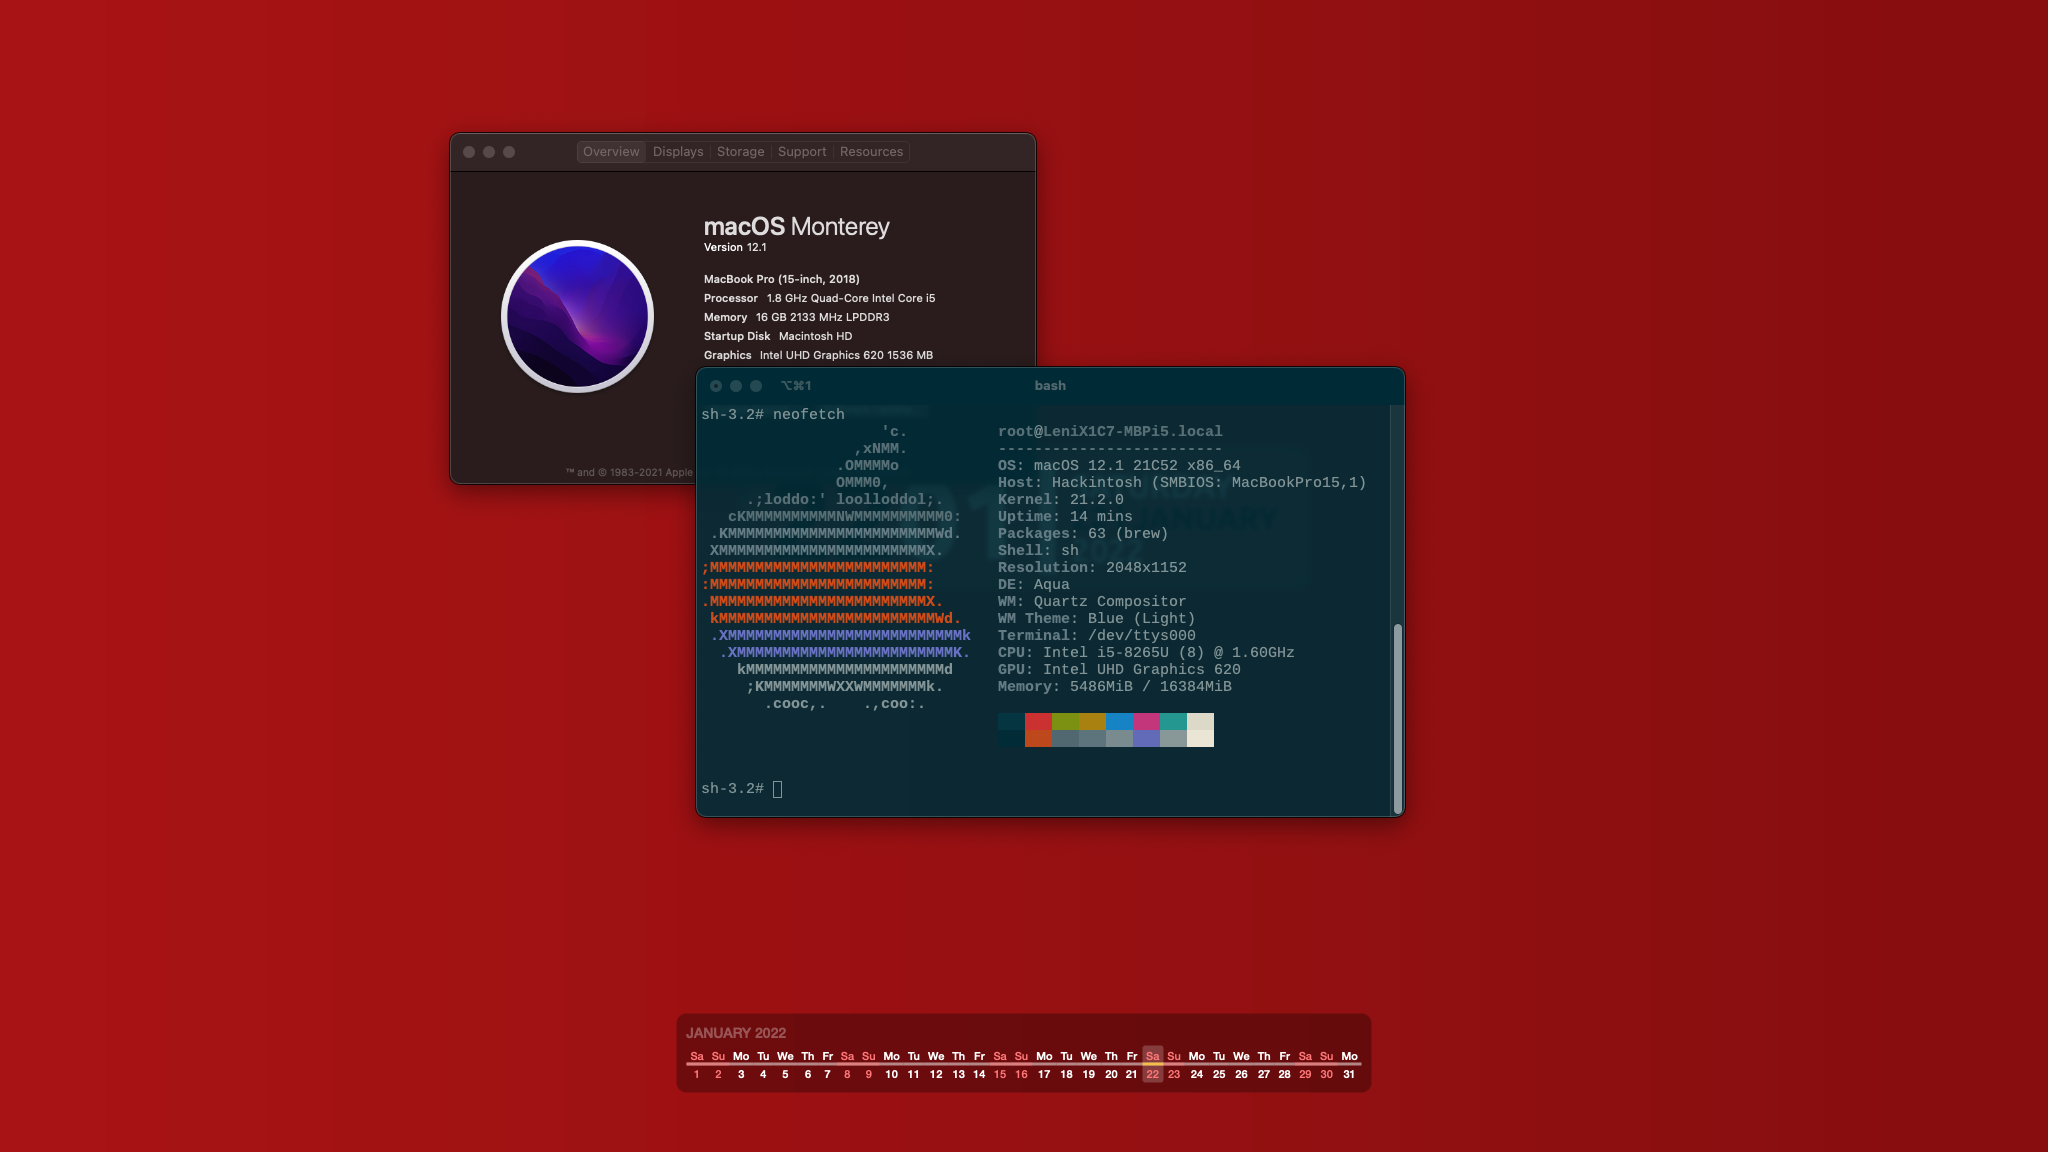 Overview Displays Storage Support Resources
macOS Monterey
Version 12.1
MacBook Pro (15-inch, 2018)
Processor 1.8 GHz Quad-Core Intel Core i5
Memory 16 GB 2133 MHz LPDDR3
Startup Disk Macintosh HD
Graphics Intel UHD Graphics 620 1536 MB
™ and © 1983-2021 Apple
⌥⌘1 bash
sh-3.2# neofetch
'c. root@LeniX1C7-MBPi5.local
,xNMM. -------------------------
.OMMMMo OS: macOS 12.1 21C52 x86_64
OMMM0, Host: Hackintosh (SMBIOS: MacBookPro15,1)
.;loddo:' loolloddol;. Kernel: 21.2.0
cKMMMMMMMMMMNWMMMMMMMMMM0: Uptime: 14 mins
.KMMMMMMMMMMMMMMMMMMMMMMMWd. Packages: 63 (brew)
XMMMMMMMMMMMMMMMMMMMMMMMX. Shell: sh
;MMMMMMMMMMMMMMMMMMMMMMMM: Resolution: 2048x1152
:MMMMMMMMMMMMMMMMMMMMMMMM: DE: Aqua
.MMMMMMMMMMMMMMMMMMMMMMMMX. WM: Quartz Compositor
kMMMMMMMMMMMMMMMMMMMMMMMMWd. WM Theme: Blue (Light)
.XMMMMMMMMMMMMMMMMMMMMMMMMMMk Terminal: /dev/ttys000
.XMMMMMMMMMMMMMMMMMMMMMMMMK. CPU: Intel i5-8265U (8) @ 1.60GHz
kMMMMMMMMMMMMMMMMMMMMMMd GPU: Intel UHD Graphics 620
;KMMMMMMMWXXWMMMMMMMk. Memory: 5486MiB / 16384MiB
.cooc,. .,coo:.
sh-3.2#
JANUARY 2022
Sa Su Mo Tu We Th Fr Sa Su Mo Tu We Th Fr Sa Su Mo Tu We Th Fr Sa Su Mo Tu We Th Fr Sa Su Mo
1 2 3 4 5 6 7 8 9 10 11 12 13 14 15 16 17 18 19 20 21 22 23 24 25 26 27 28 29 30 31